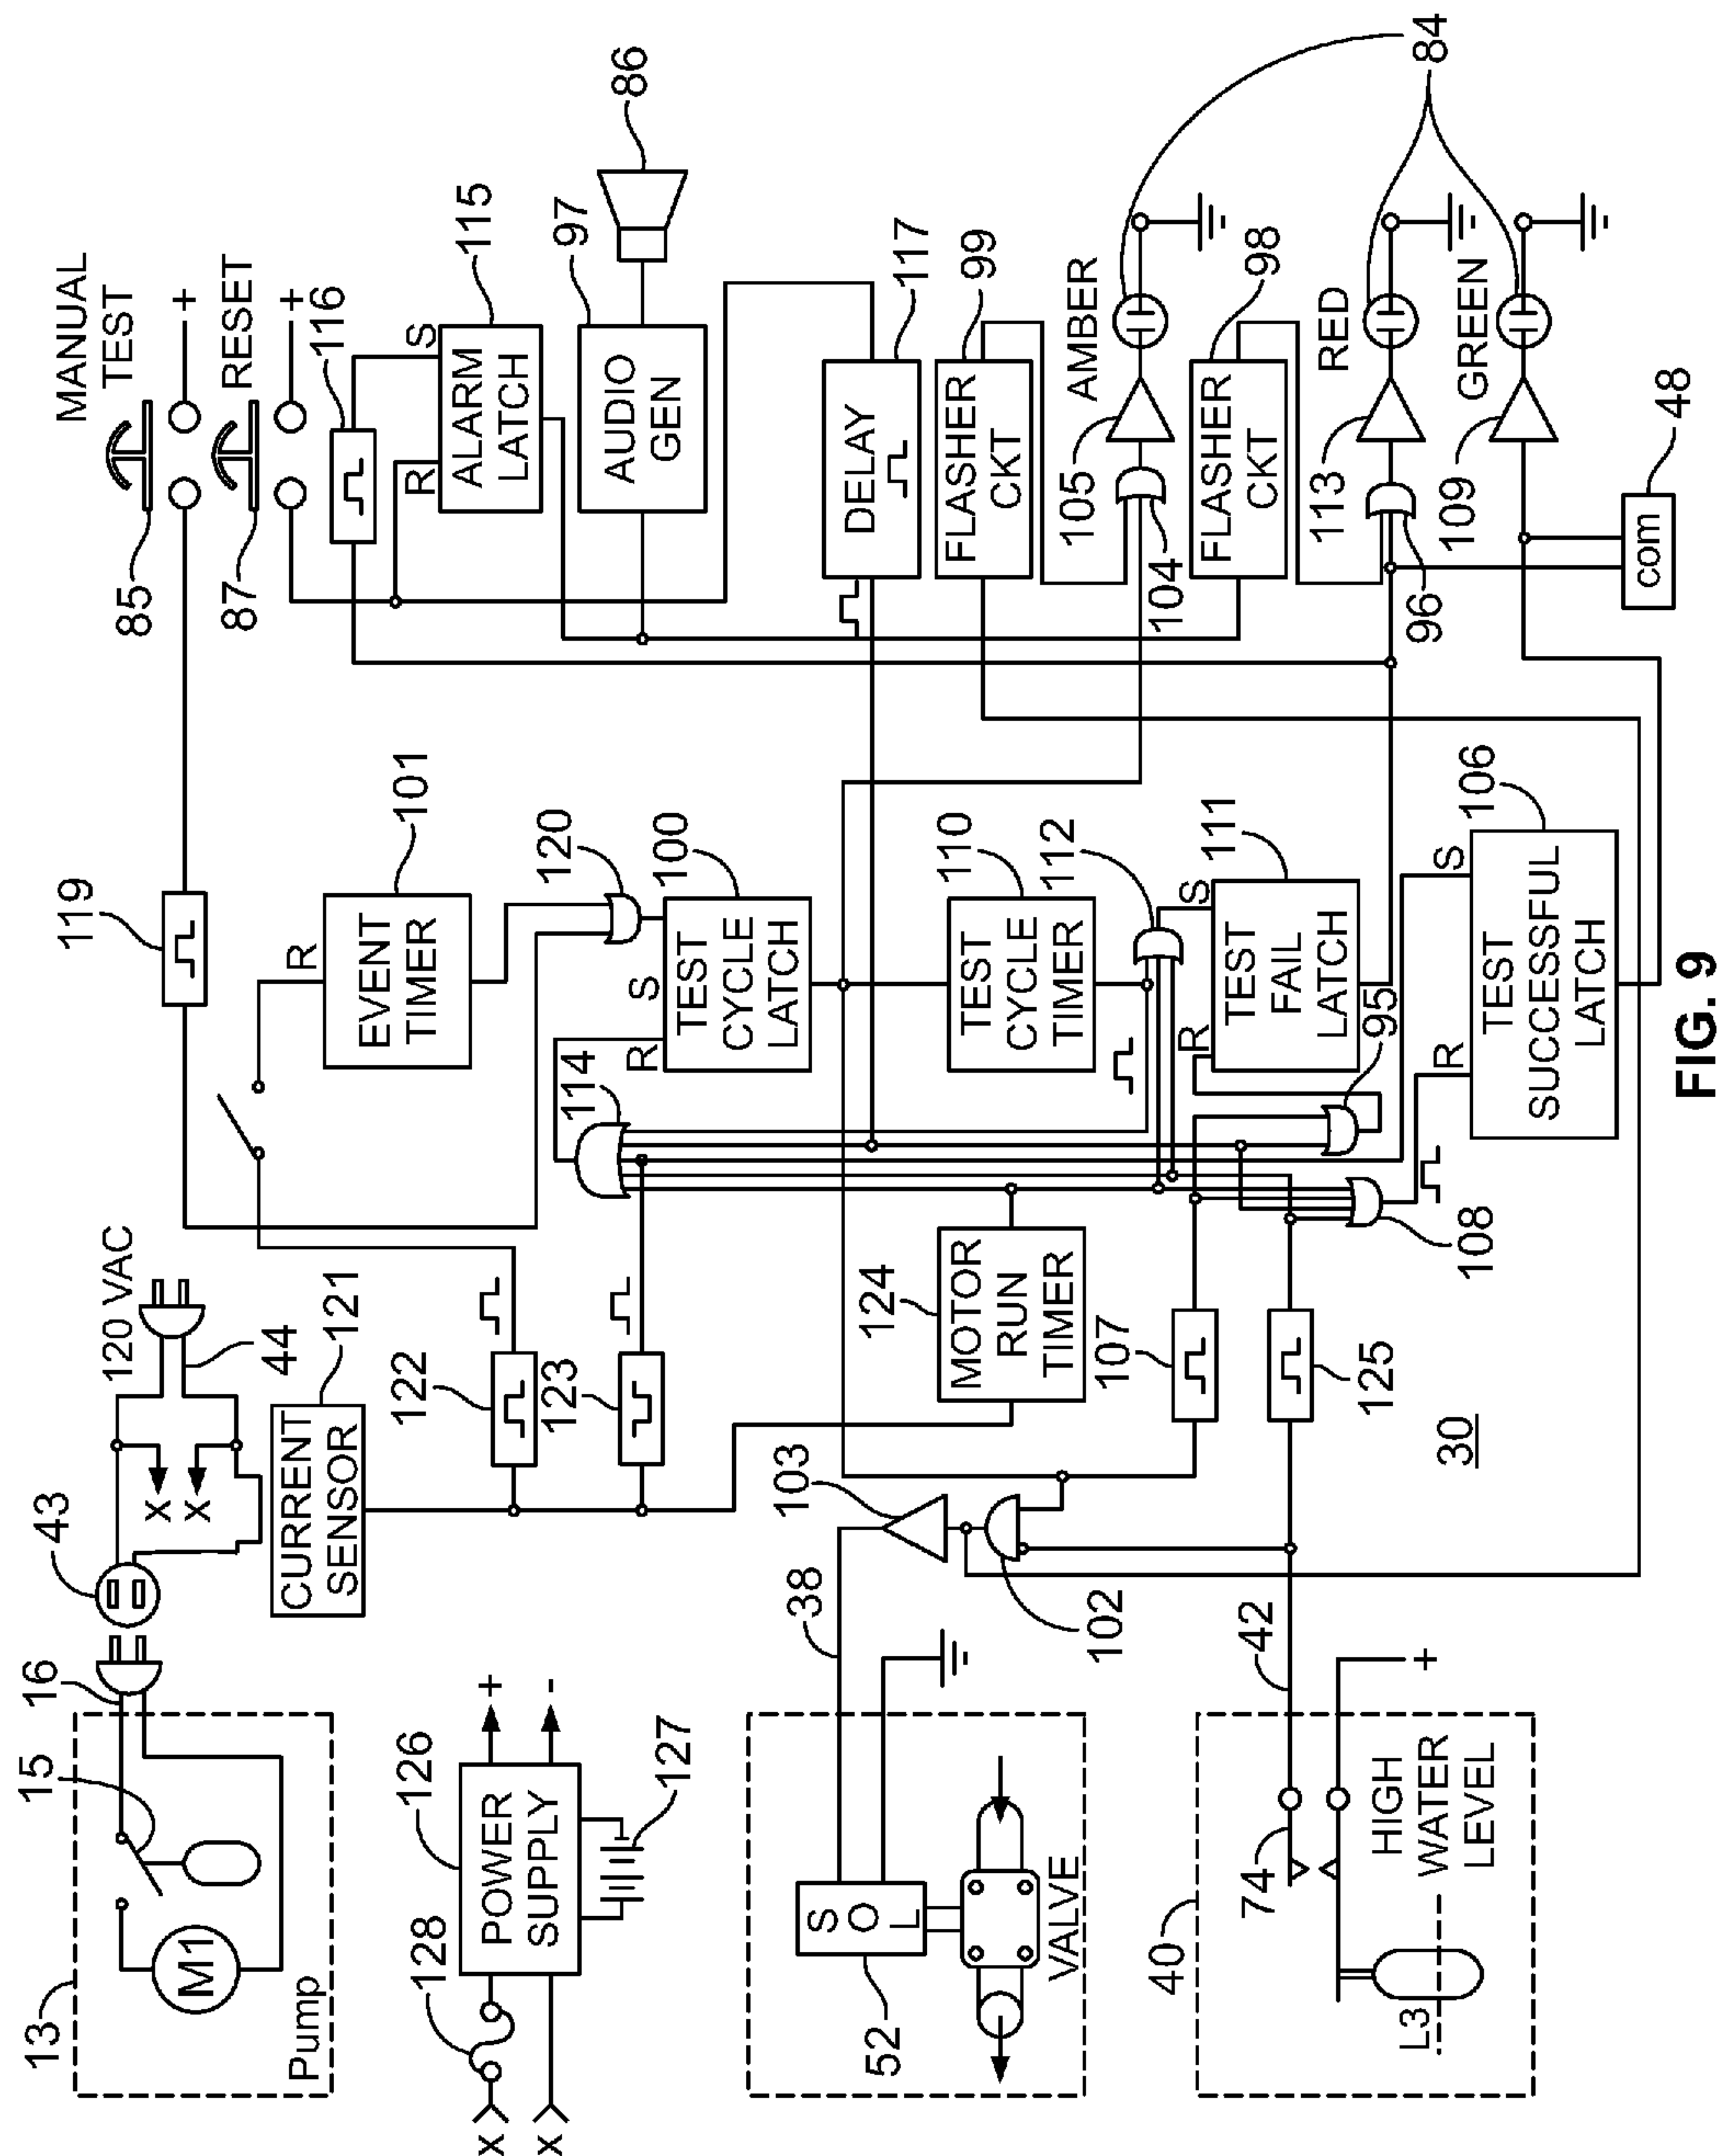 13
15
16
43
120 VAC
44
X
X
M1
Pump
CURRENT
SENSOR
121
122
123
119
MANUAL
TEST
85
+
RESET
87
+
116
R
EVENT
TIMER
101
120
S
R
ALARM
LATCH
115
AUDIO
GEN
97
86
128
X
X
POWER
SUPPLY
126
+
-
127
114
R
S
TEST
CYCLE
LATCH
100
DELAY
117
FLASHER
CKT
99
AMBER
105
104
84
SOL
52
VALVE
38
103
102
MOTOR
RUN
TIMER
124
107
125
TEST
CYCLE
TIMER
110
112
R
S
TEST
FAIL
LATCH
111
95
FLASHER
CKT
98
RED
113
96
GREEN
109
com
48
40
L3
74
HIGH
WATER
LEVEL
+
42
30
108
R
S
TEST
SUCCESSFUL
LATCH
106
FIG. 9